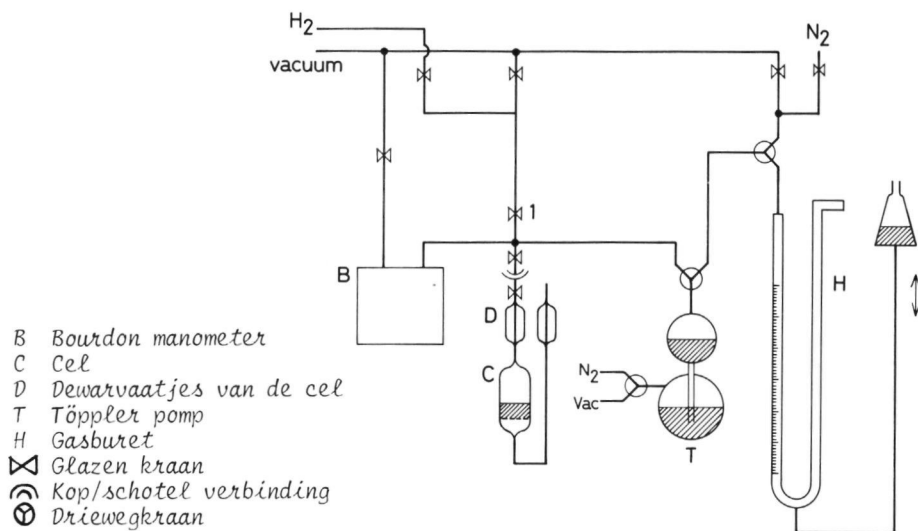 H₂
N₂
vacuum
1
B
H
D
C
N₂
Vac
T
B Bourdon manometer
C Cel
D Dewarvaatjes van de cel
T Töppler pomp
H Gasburet
Glazen kraan
Kop/schotel verbinding
Driewegkraan